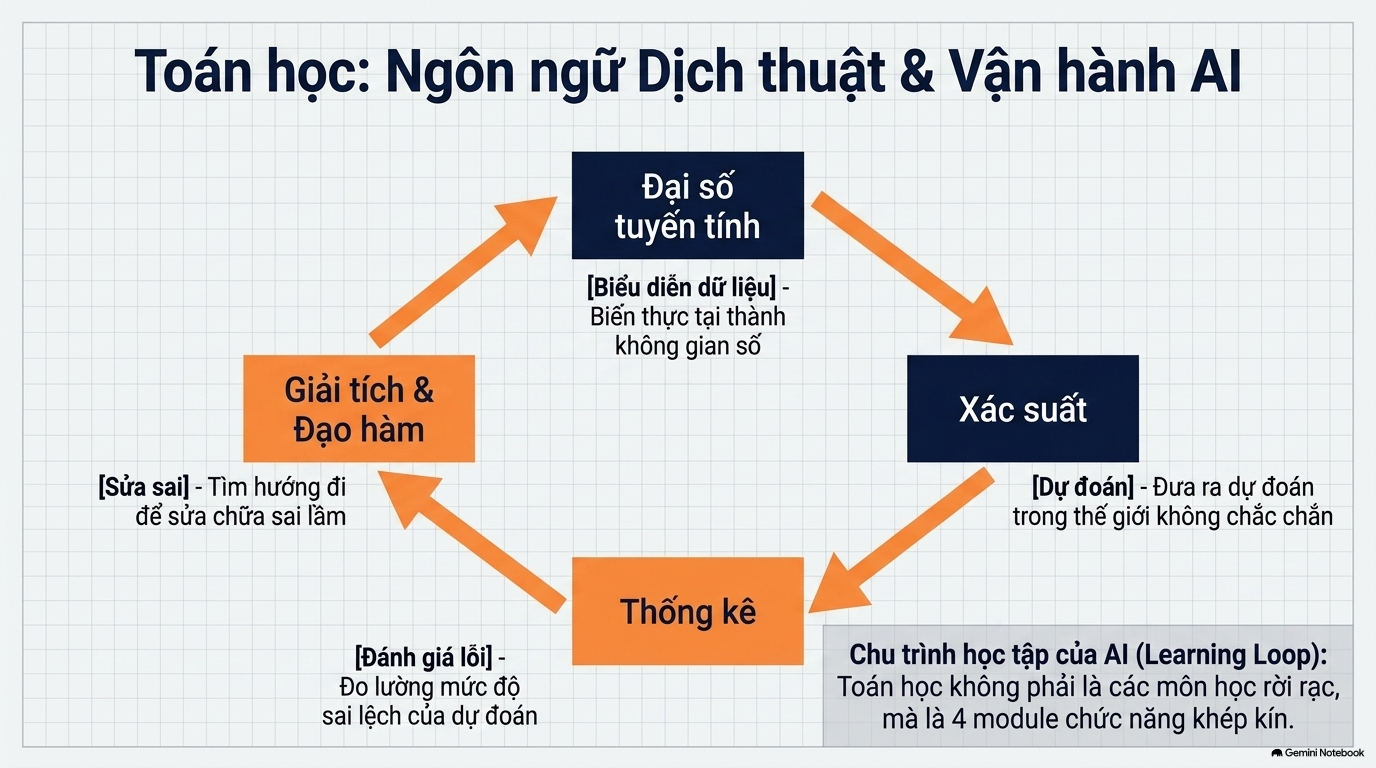 Toán học: Ngôn ngữ Dịch thuật & Vận hành AI
Đại số
tuyến tính
[Biểu diễn dữ liệu] -
Biến thực tại thành
không gian số
Giải tích &
Đạo hàm
Xác suất
[Sửa sai] - Tìm hướng đi
để sửa chữa sai lầm
[Dự đoán] - Đưa ra dự đoán
trong thế giới không chắc chắn
Thống kê
[Đánh giá lỗi] -
Đo lường mức độ
sai lệch của dự đoán
Chu trình học tập của AI (Learning Loop):
Toán học không phải là các môn học rời rạc,
mà là 4 module chức năng khép kín.
Gemini Notebook